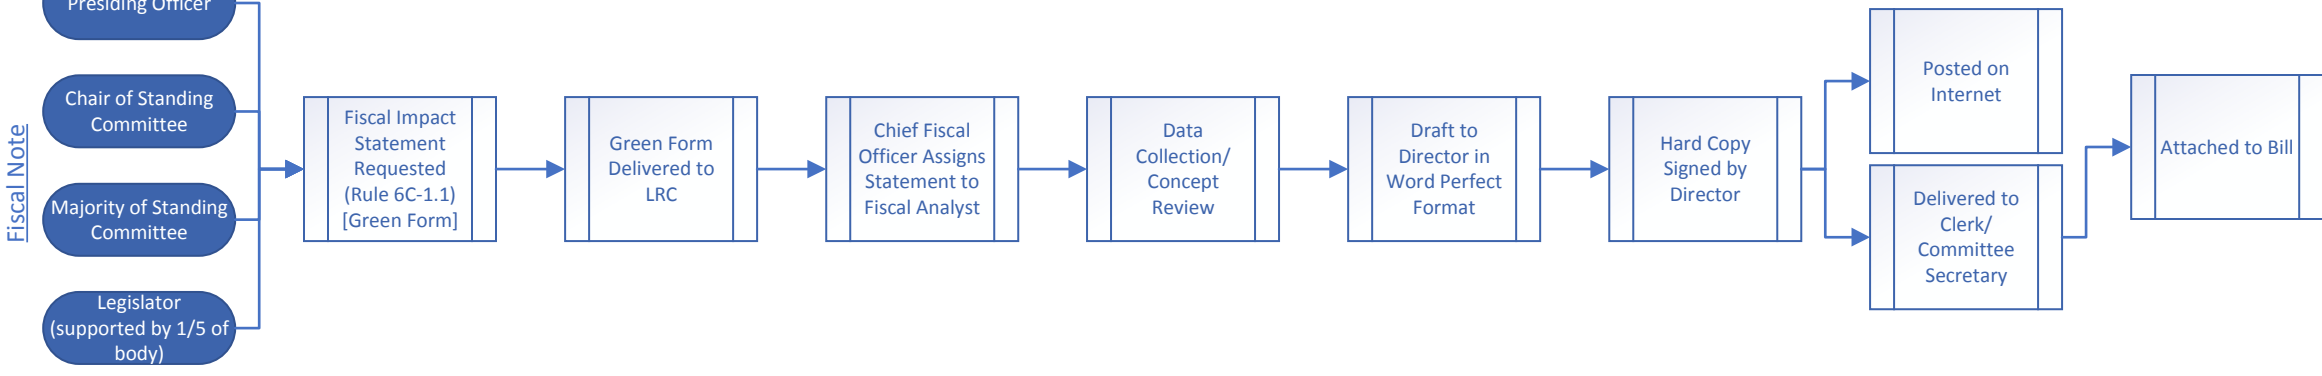 Fiscal Note
Presiding Officer
Chair of Standing
Committee
Majority of Standing
Committee
Legislator
(supported by 1/5 of
body)
Fiscal Impact
Statement
Requested
(Rule 6C-1.1)
[Green Form]
Green Form
Delivered to
LRC
Chief Fiscal
Officer Assigns
Statement to
Fiscal Analyst
Data
Collection/
Concept
Review
Draft to
Director in
Word Perfect
Format
Hard Copy
Signed by
Director
Posted on
Internet
Delivered to
Clerk/
Committee
Secretary
Attached to Bill